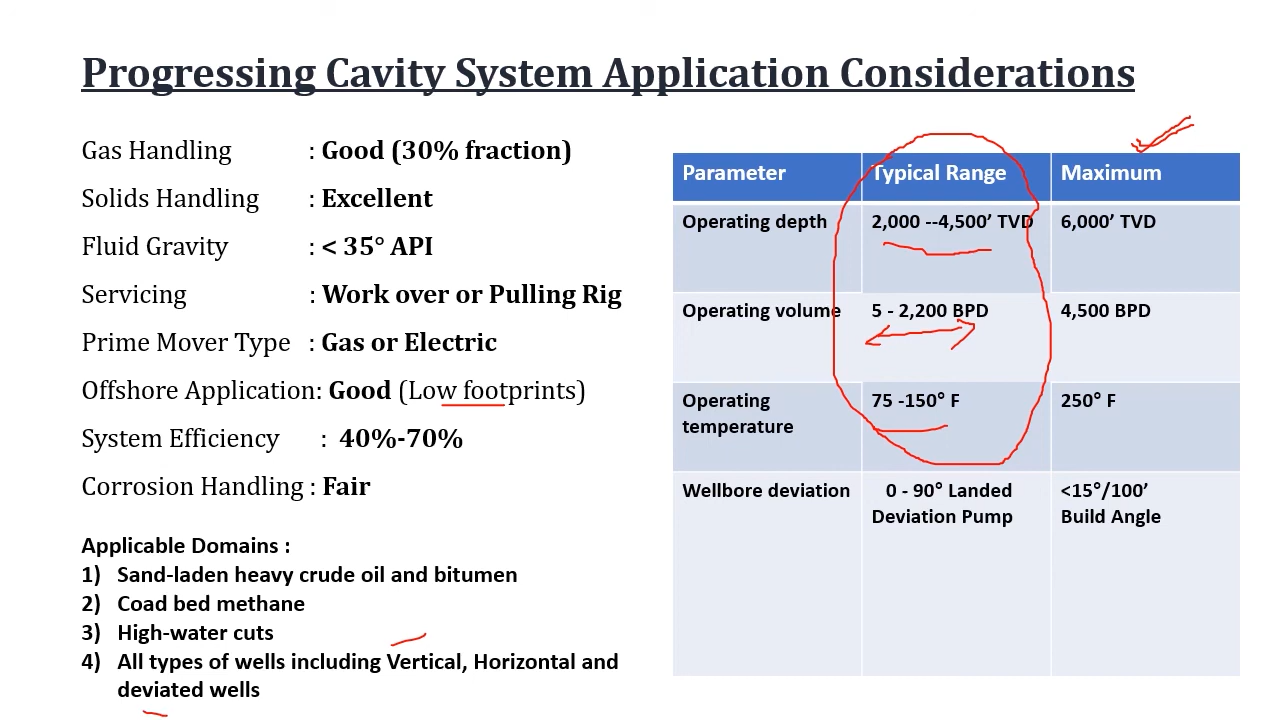 Progressing Cavity System Application Considerations
Gas Handling : Good (30% fraction)
Solids Handling : Excellent
Fluid Gravity : < 35° API
Servicing : Work over or Pulling Rig
Prime Mover Type : Gas or Electric
Offshore Application: Good (Low footprints)
System Efficiency : 40%-70%
Corrosion Handling : Fair
Applicable Domains :
1) Sand-laden heavy crude oil and bitumen
2) Coad bed methane
3) High-water cuts
4) All types of wells including Vertical, Horizontal and
deviated wells
Parameter Typical Range Maximum
Operating depth 2,000 --4,500’ TVD 6,000’ TVD
Operating volume 5 - 2,200 BPD 4,500 BPD
Operating 75 -150° F 250° F
temperature
Wellbore deviation 0 - 90° Landed <15°/100’
Deviation Pump Build Angle